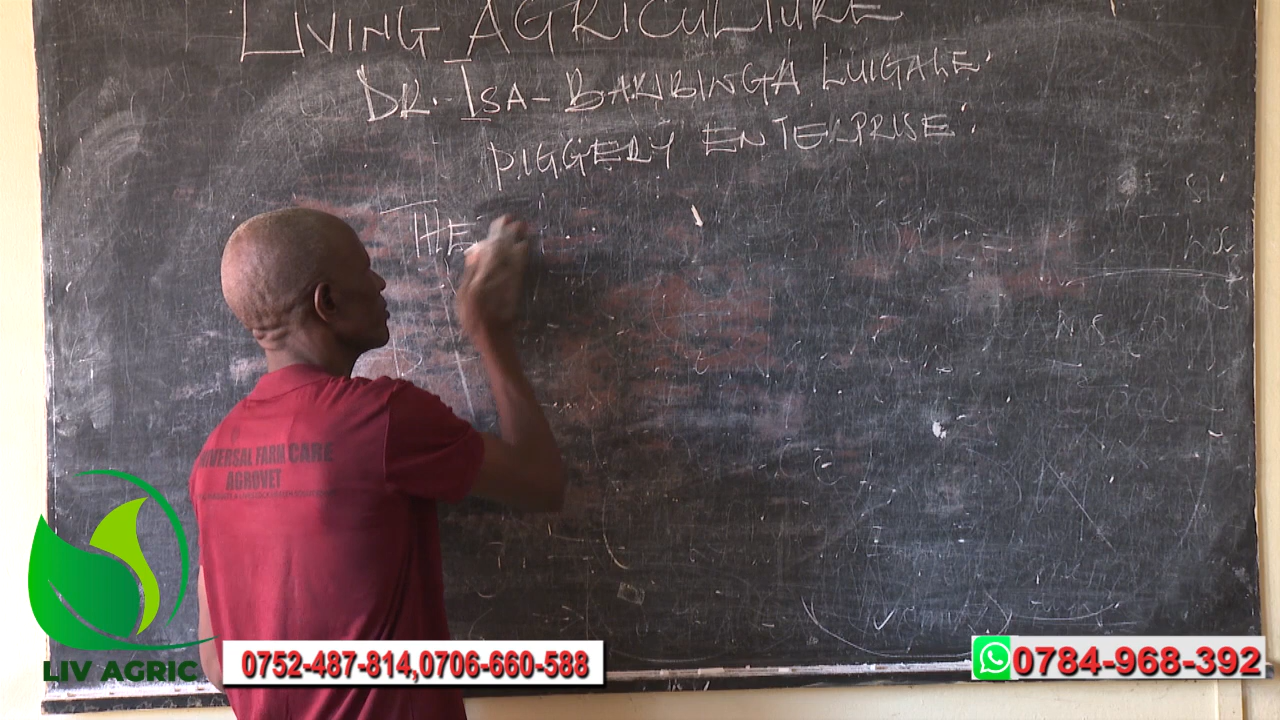 LIVING AGRICULTURE
DR. ISA - BARIBINGA LUIGALE.
PIGGERY ENTERPRISE.
THE
UNIVERSAL FARM CARE
AGROVET
LIV AGRIC
0752-487-814,0706-660-588
0784-968-392